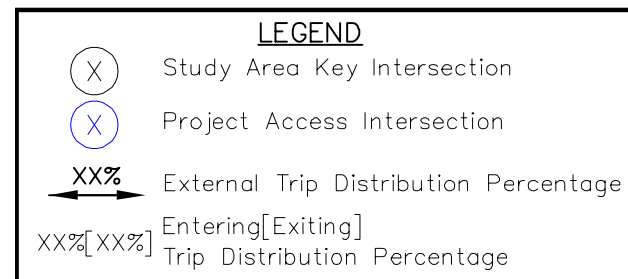 LEGEND
X Study Area Key Intersection
X Project Access Intersection
XX% External Trip Distribution Percentage
XX%[XX%] Entering[Exiting]
Trip Distribution Percentage